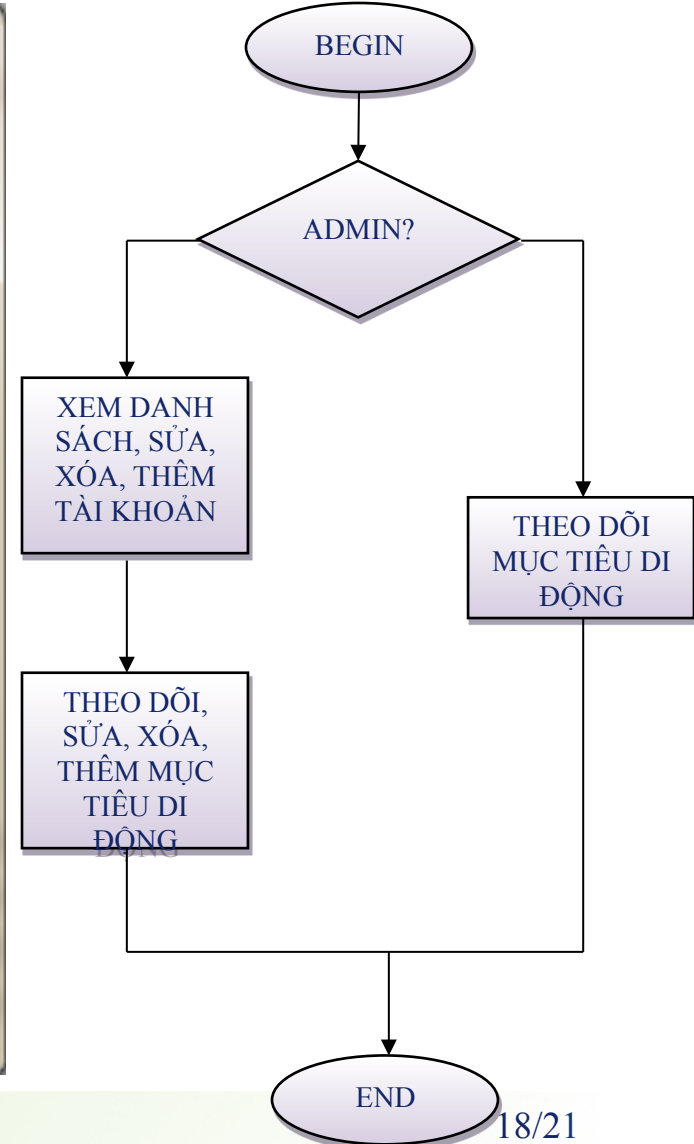 BEGIN
ADMIN?
XEM DANH
SÁCH, SỬA,
XÓA, THÊM
TÀI KHOẢN
THEO DÕI
MỤC TIÊU DI
ĐỘNG
THEO DÕI,
SỬA, XÓA,
THÊM MỤC
TIÊU DI
ĐỘNG
END
18/21